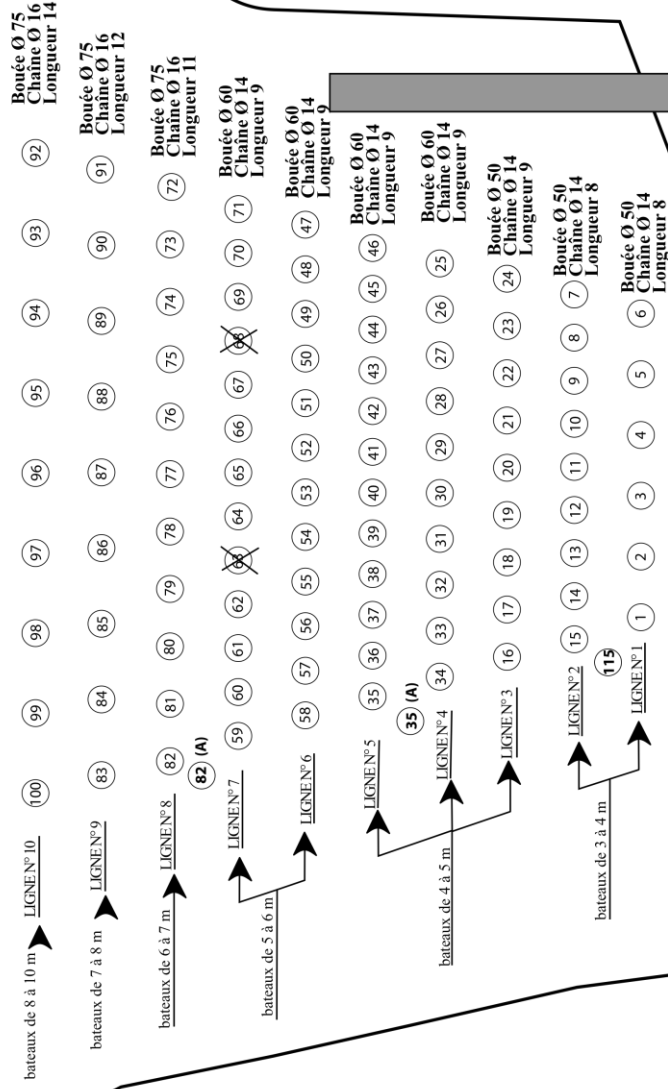 bateaux de 8 à 10 m LIGNE N° 10 100 99 98 97 96 95 94 93 92 Bouée Ø 75
Chaîne Ø 16
Longueur 14
bateaux de 7 à 8 m LIGNE N° 9 83 84 85 86 87 88 89 90 91 Bouée Ø 75
Chaîne Ø 16
Longueur 12
bateaux de 6 à 7 m LIGNE N° 8 82 81 80 79 78 77 76 75 74 73 72 Bouée Ø 75
Chaîne Ø 16
Longueur 11
82 (A)
bateaux de 5 à 6 m
LIGNE N° 7 59 60 61 62 63 64 65 66 67 68 69 70 71 Bouée Ø 60
Chaîne Ø 14
Longueur 9
LIGNE N° 6 58 57 56 55 54 53 52 51 50 49 48 47 Bouée Ø 60
Chaîne Ø 14
Longueur 9
bateaux de 4 à 5 m
LIGNE N° 5 35 36 37 38 39 40 41 42 43 44 45 46 Bouée Ø 60
Chaîne Ø 14
Longueur 9
35 (A)
LIGNE N° 4 34 33 32 31 30 29 28 27 26 25 Bouée Ø 60
Chaîne Ø 14
Longueur 9
LIGNE N° 3 16 17 18 19 20 21 22 23 24 Bouée Ø 50
Chaîne Ø 14
Longueur 9
bateaux de 3 à 4 m
LIGNE N° 2 15 14 13 12 11 10 9 8 7 Bouée Ø 50
Chaîne Ø 14
Longueur 8
115
LIGNE N° 1 1 2 3 4 5 6 Bouée Ø 50
Chaîne Ø 14
Longueur 8